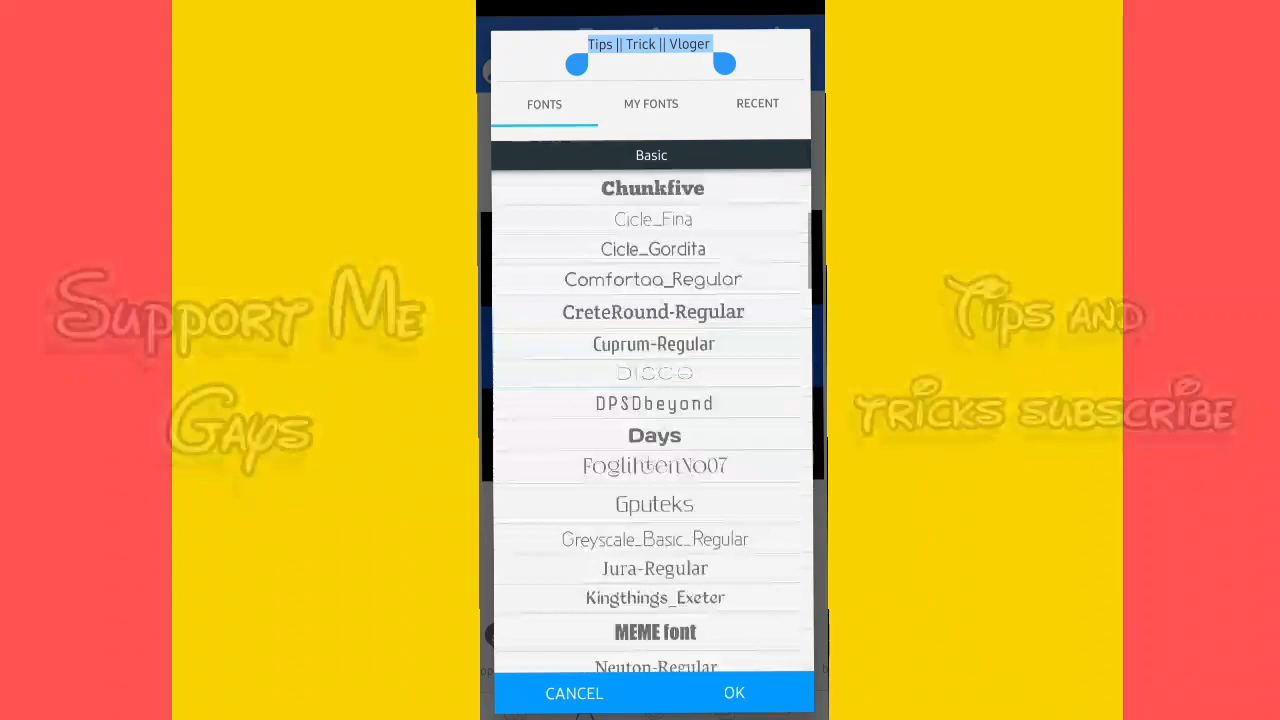 Tips || Trick || Vloger
FONTS
MY FONTS
RECENT
Basic
Chunkfive
Cicle_Fina
Cicle_Gordita
Comfortaa_Regular
CreteRound-Regular
Cuprum-Regular
DISCO
DPSDbeyond
Days
FoglihtenNo07
Gputeks
Greyscale_Basic_Regular
Jura-Regular
Kingthings_Exeter
MEME font
Neuton-Regular
CANCEL
OK
Support Me
Gays
Tips and
Tricks subscribe